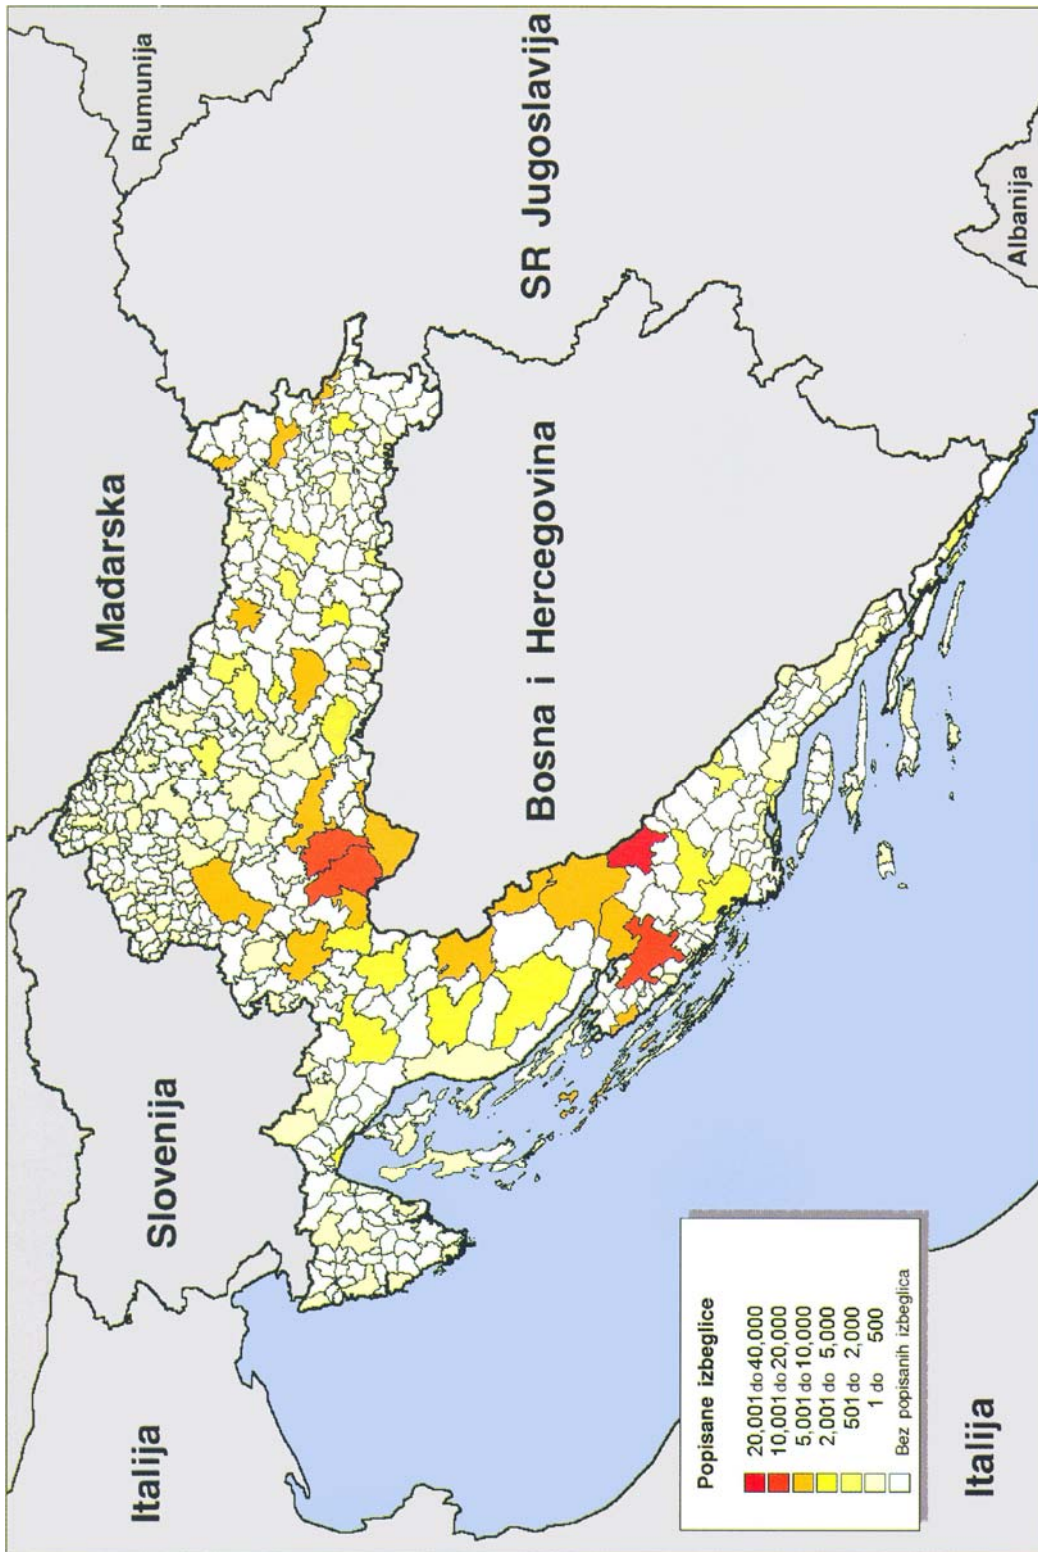 Italija
Slovenija
Mađarska
Rumunija
SR Jugoslavija
Bosna i Hercegovina
Albanija
Italija
Popisane izbeglice
20,001 do 40,000
10,001 do 20,000
5,001 do 10,000
2,001 do 5,000
501 do 2,000
1 do 500
Bez popisanih izbeglica